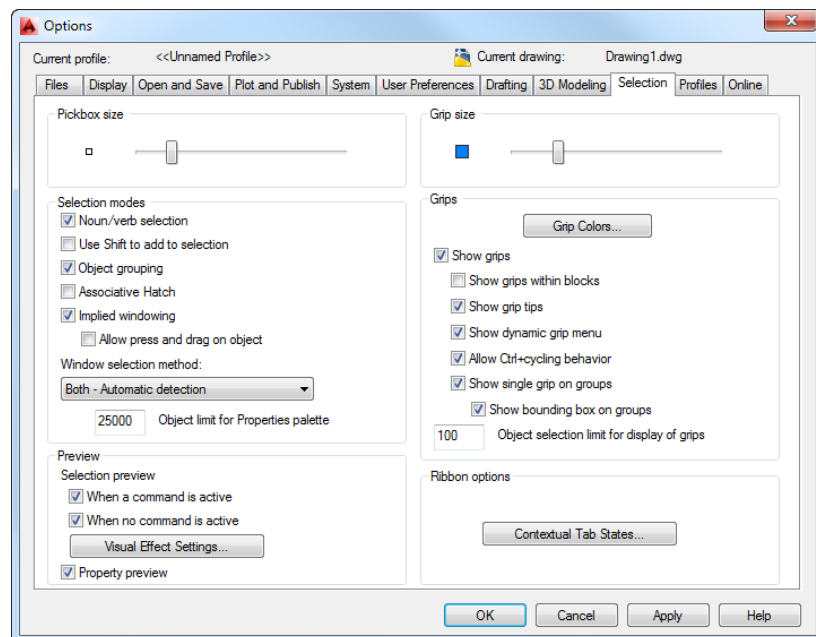 Options
Current profile: <<Unnamed Profile>> Current drawing: Drawing1.dwg
Files Display Open and Save Plot and Publish System User Preferences Drafting 3D Modeling Selection Profiles Online
Pickbox size
Grip size
Selection modes
Noun/verb selection
Use Shift to add to selection
Object grouping
Associative Hatch
Implied windowing
Allow press and drag on object
Window selection method:
Both - Automatic detection
25000 Object limit for Properties palette
Grips
Grip Colors...
Show grips
Show grips within blocks
Show grip tips
Show dynamic grip menu
Allow Ctrl+cycling behavior
Show single grip on groups
Show bounding box on groups
100 Object selection limit for display of grips
Preview
Selection preview
When a command is active
When no command is active
Visual Effect Settings...
Property preview
Ribbon options
Contextual Tab States...
OK Cancel Apply Help